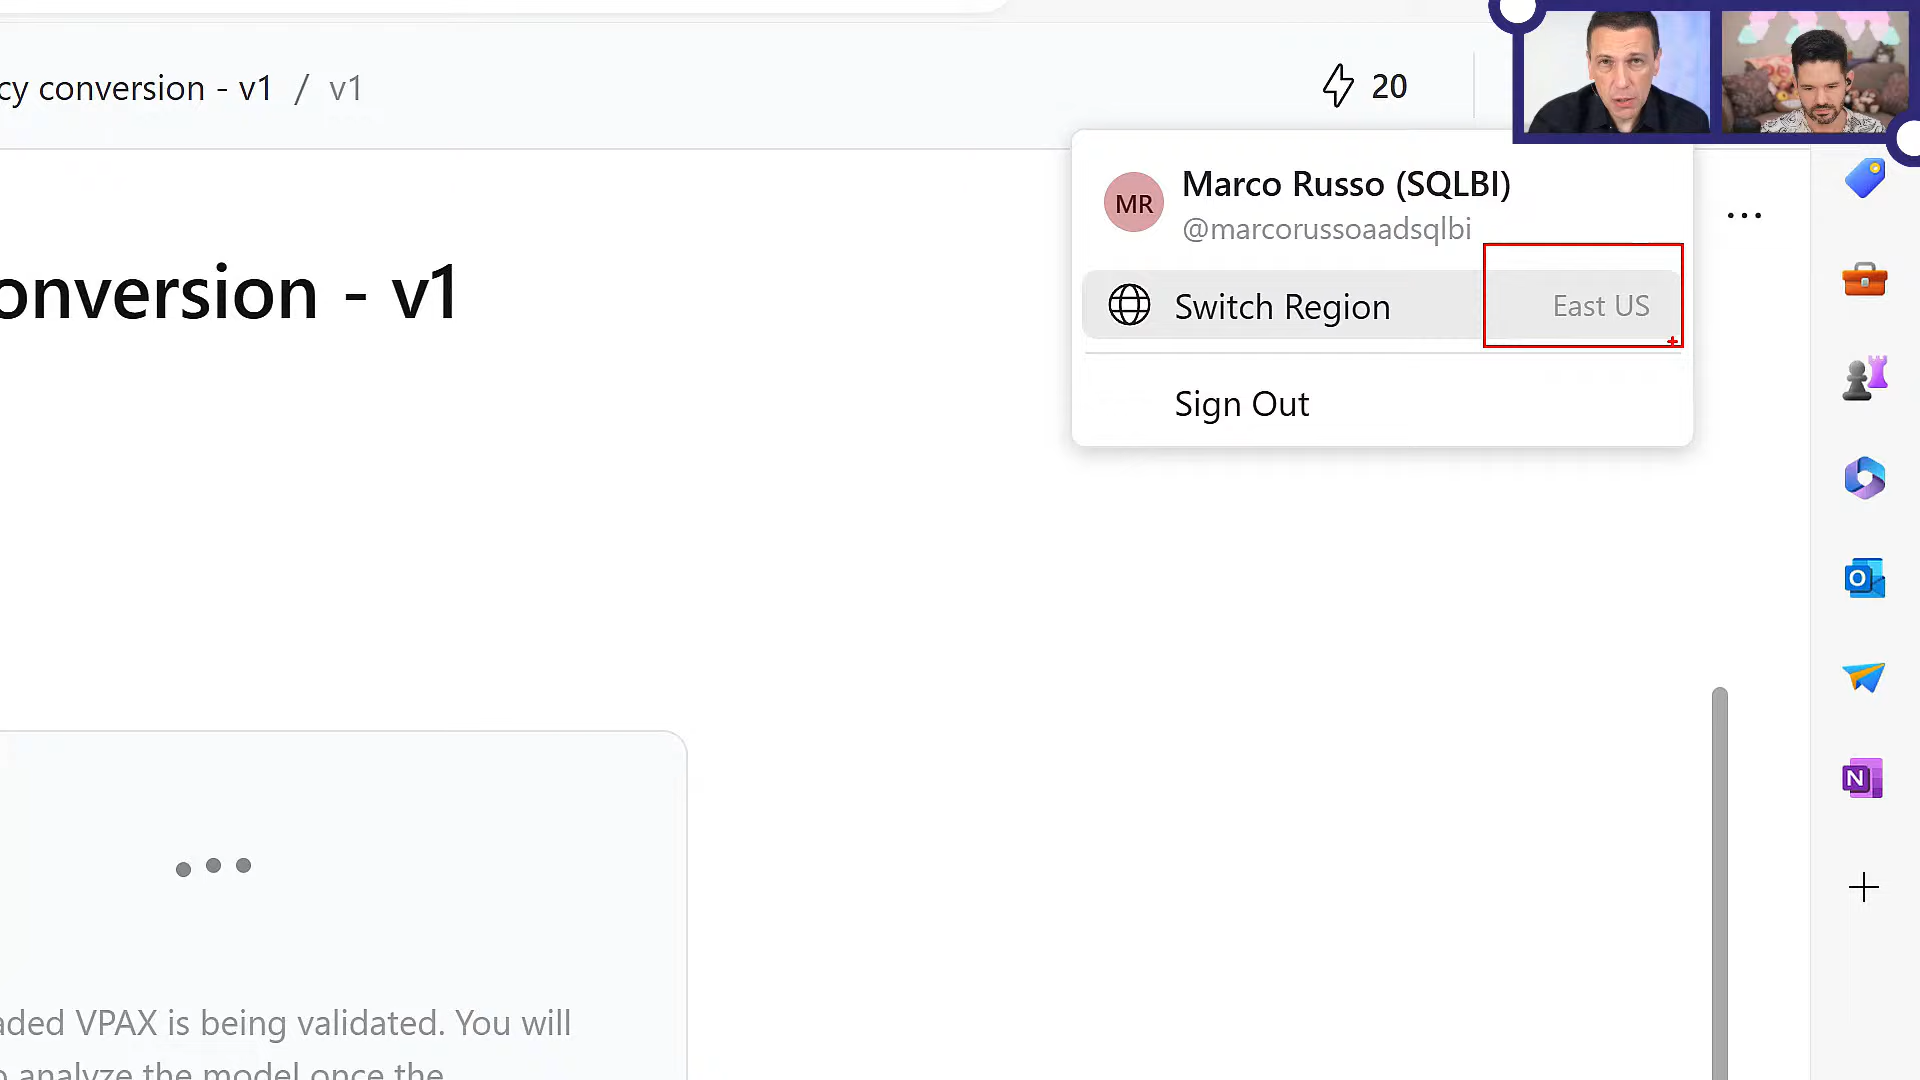 cy conversion - v1 / v1
20
MR
Marco Russo (SQLBI)
@marcorussoaadsqlbi
Switch Region
East US
Sign Out
onversion - v1
aded VPAX is being validated. You will
analyze the model once the
O
N